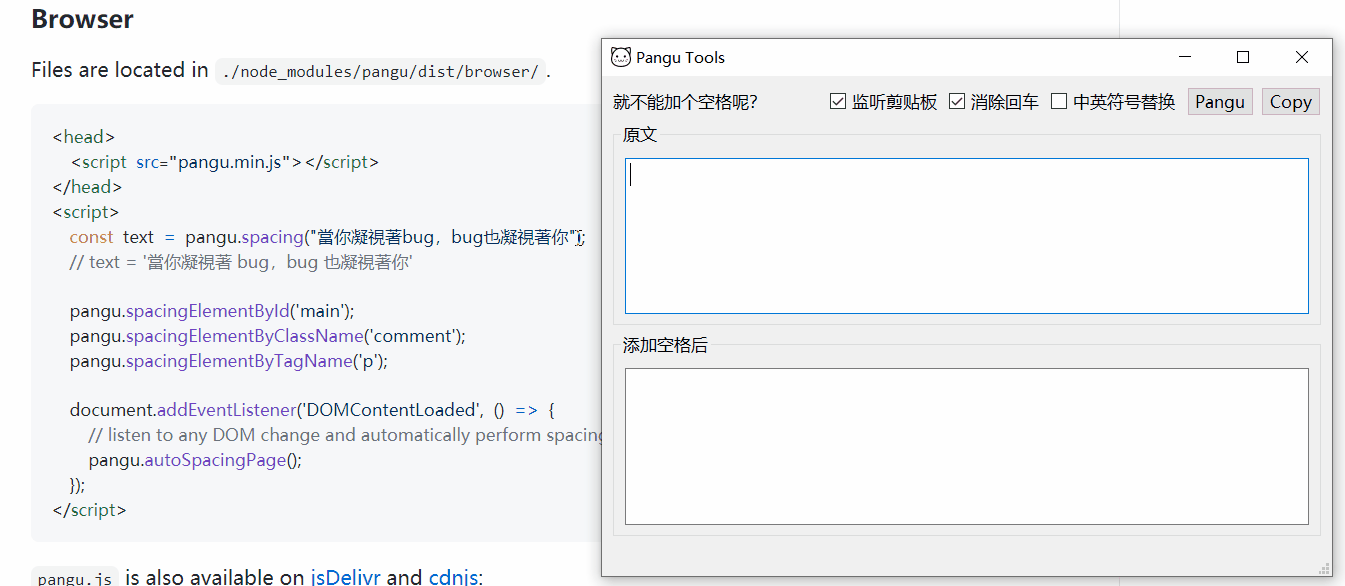 Browser
Files are located in ./node_modules/pangu/dist/browser/.
<head>
<script src="pangu.min.js"></script>
</head>
<script>
const text = pangu.spacing("當你凝視著bug，bug也凝視著你");
// text = '當你凝視著 bug，bug 也凝視著你'
pangu.spacingElementById('main');
pangu.spacingElementByClassName('comment');
pangu.spacingElementByTagName('p');
document.addEventListener('DOMContentLoaded', () => {
// listen to any DOM change and automatically perform spacing
pangu.autoSpacingPage();
});
</script>
pangu.js is also available on jsDelivr and cdnjs:
Pangu Tools
就不能加个空格呢？ 监听剪贴板 消除回车 中英符号替换 Pangu Copy
原文
添加空格后